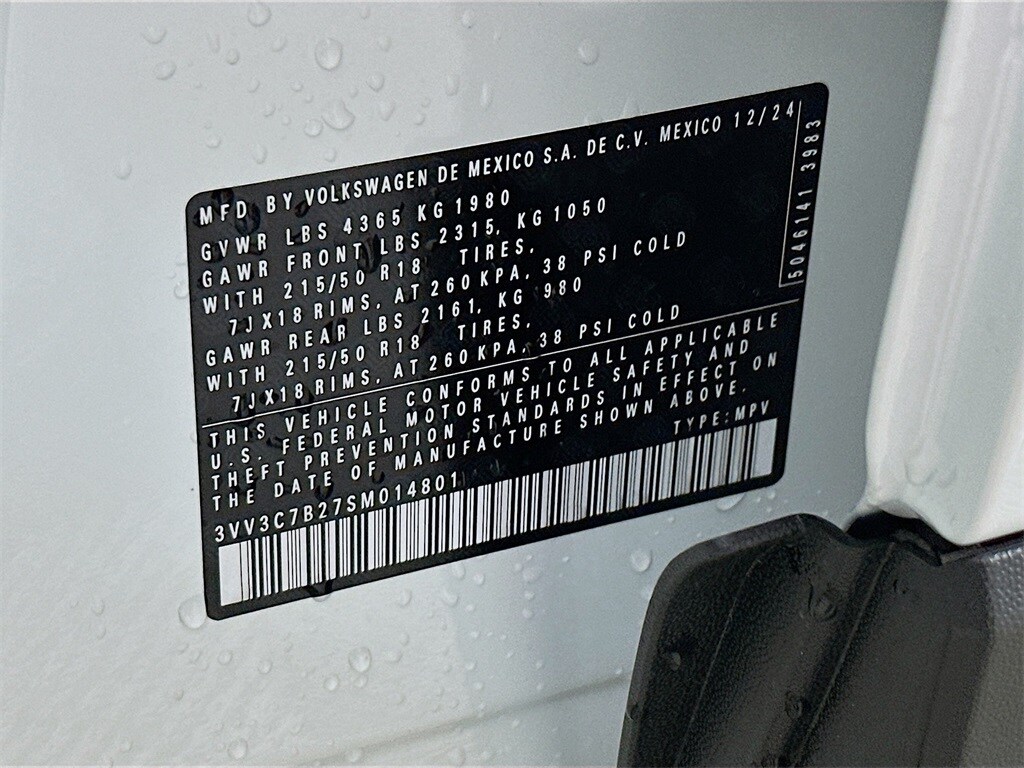 MFD BY VOLKSWAGEN DE MEXICO S.A. DE C.V. MEXICO 12/24
GVWR LBS 4365 KG 1980
GAWR FRONT LBS 2315, KG 1050
WITH 215/50 R18 TIRES,
7JX18 RIMS, AT 260 KPA, 38 PSI COLD
GAWR REAR LBS 2161, KG 980
WITH 215/50 R18 TIRES,
7JX18 RIMS, AT 260 KPA, 38 PSI COLD
5046141 3983
THIS VEHICLE CONFORMS TO ALL APPLICABLE
U.S. FEDERAL MOTOR VEHICLE SAFETY AND
THEFT PREVENTION STANDARDS IN EFFECT ON
THE DATE OF MANUFACTURE SHOWN ABOVE.
3VV3C7B27SM014801 TYPE: MPV